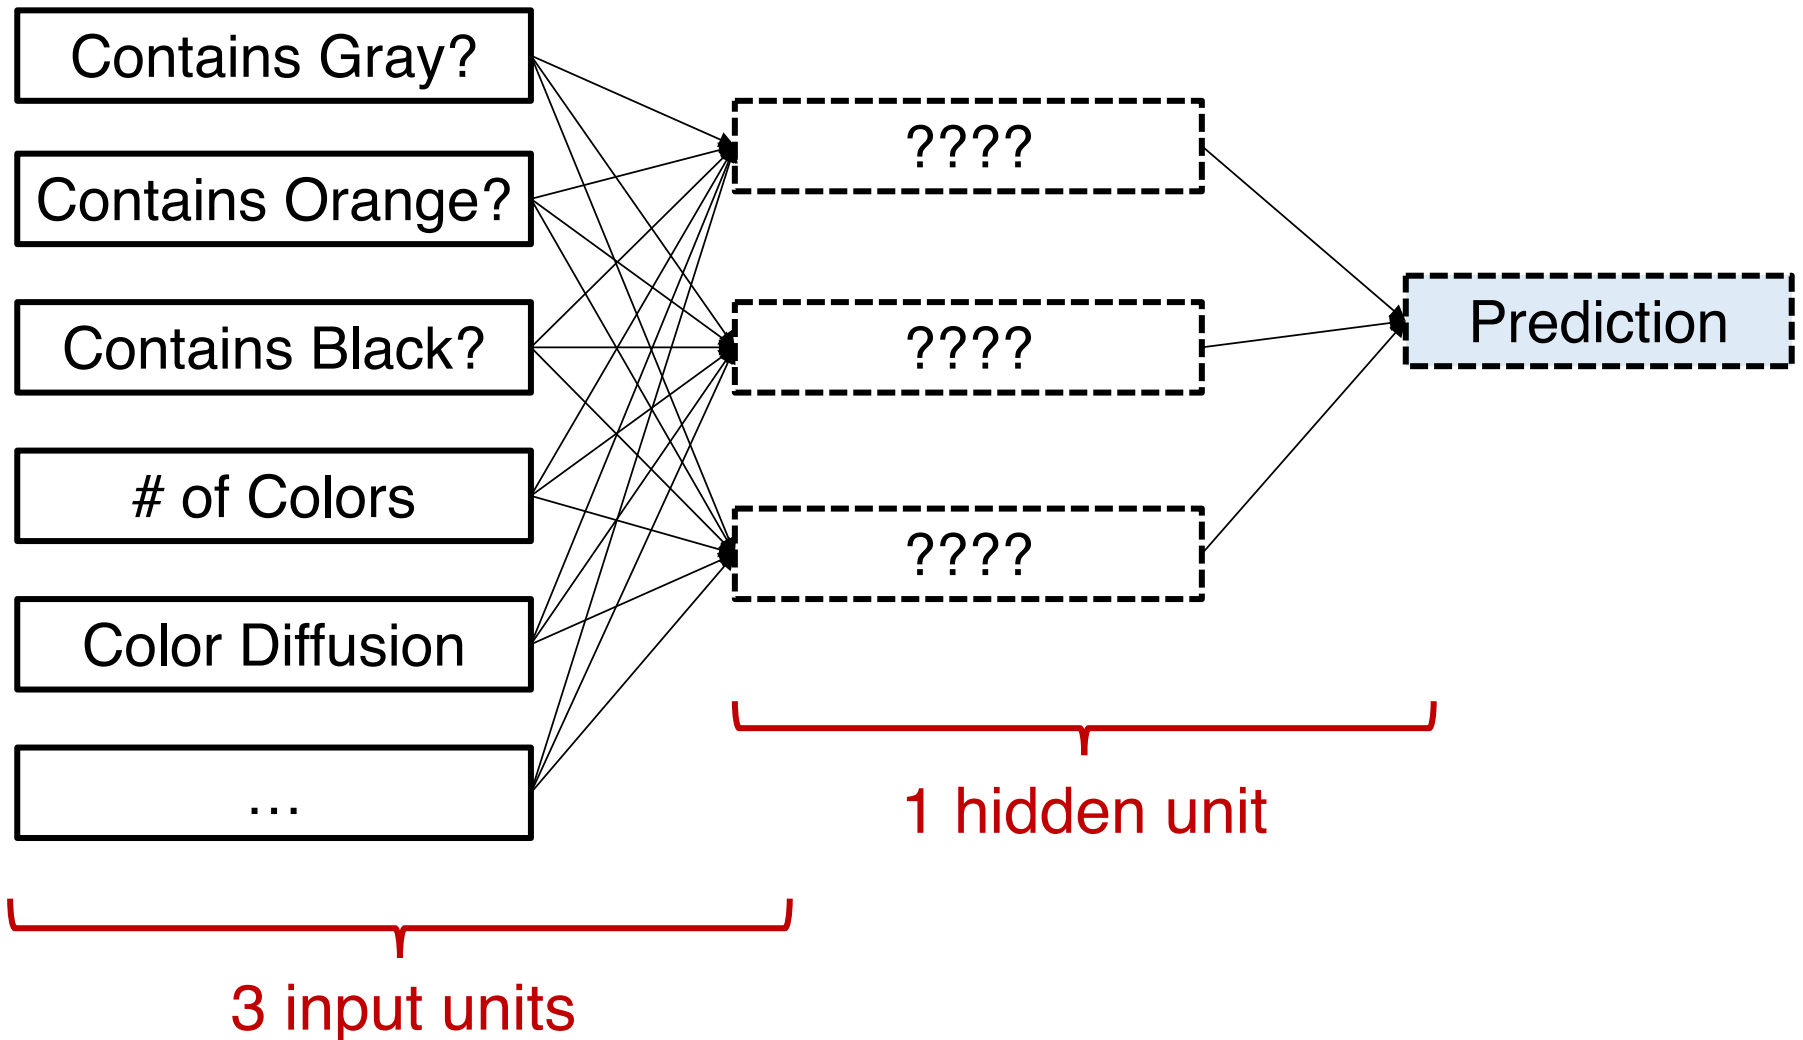 Contains Gray?
Contains Orange?
Contains Black?
# of Colors
Color Diffusion
...
????
????
????
Prediction
1 hidden unit
3 input units